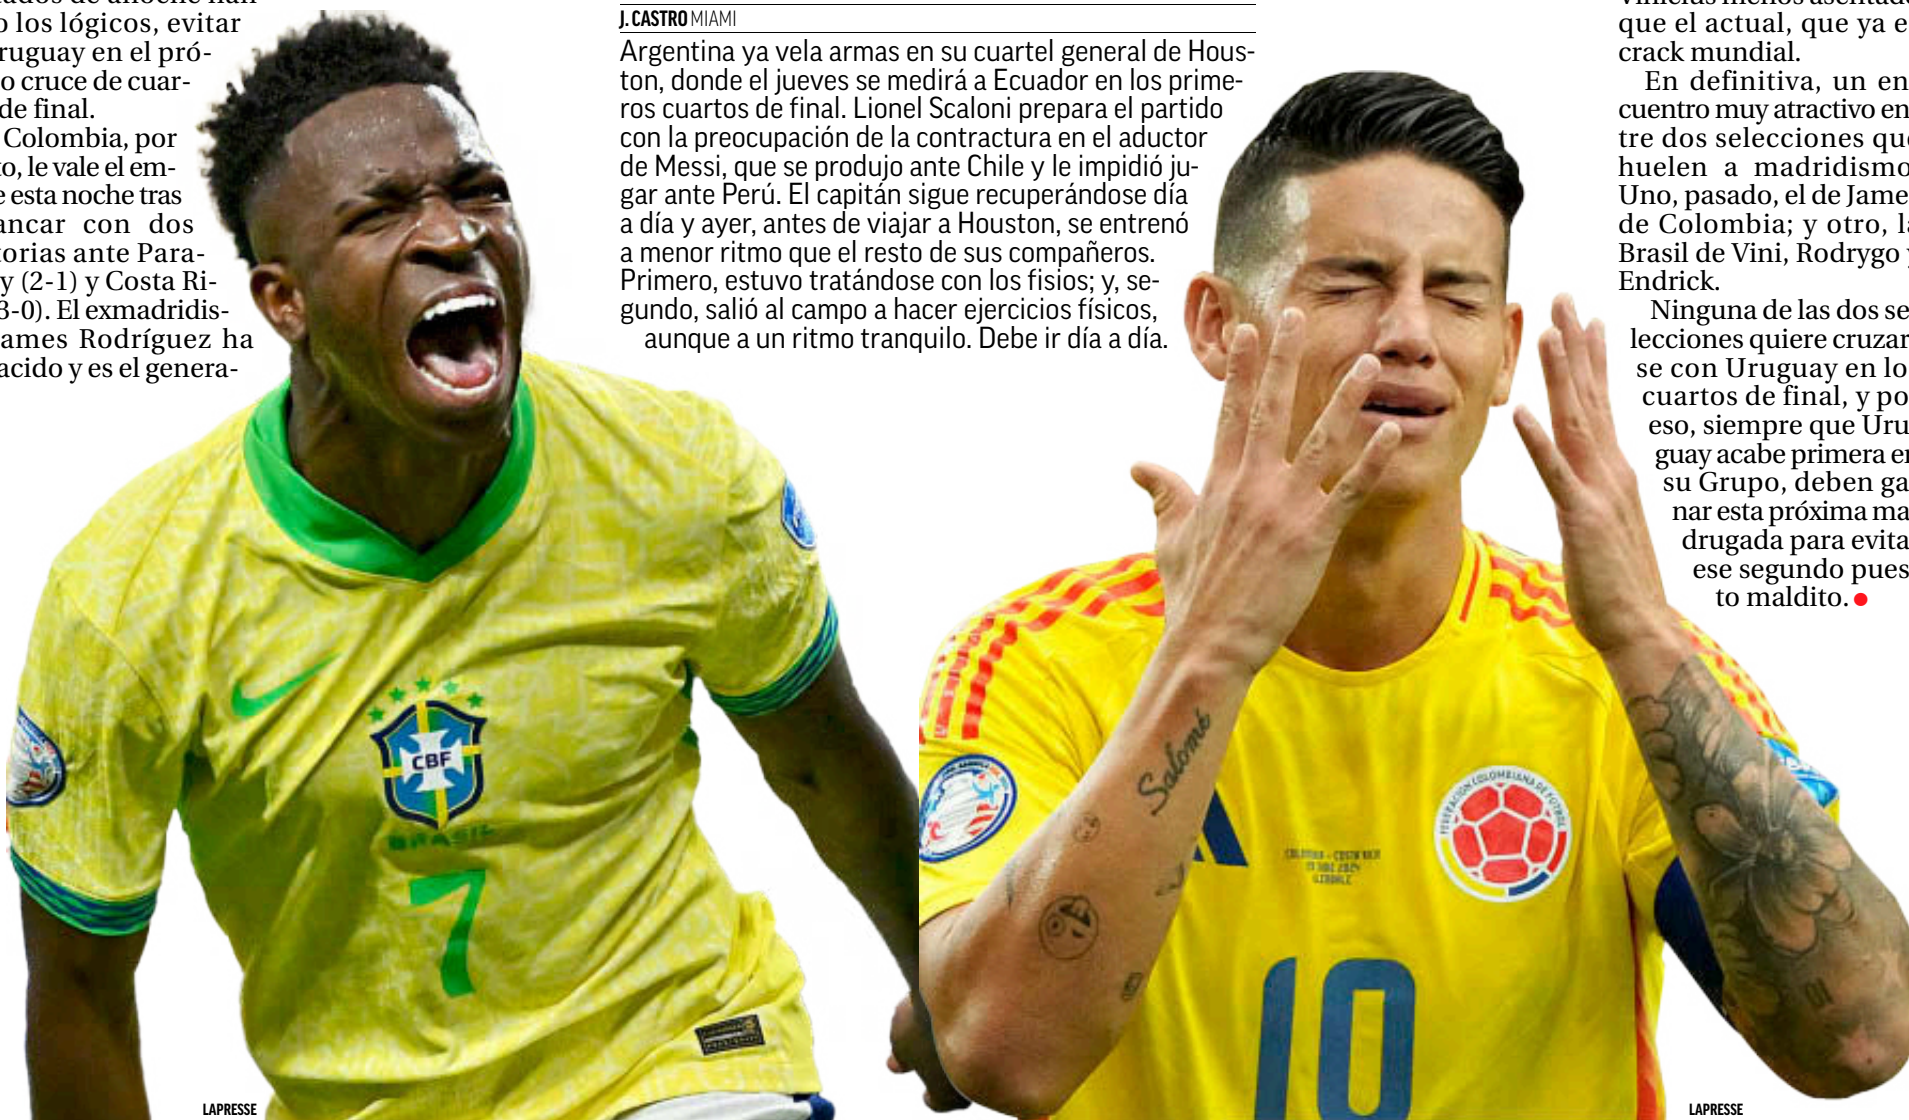 o los lógicos, evitar
ruguay en el pró-
o cruce de cuar-
de final.
Colombia, por
to, le vale el em-
e esta noche tras
ancar con dos
torias ante Para-
y (2-1) y Costa Ri-
3-0). El exmadridis-
ames Rodríguez ha
acido y es el genera-
J. CASTRO MIAMI
Argentina ya vela armas en su cuartel general de Hous-
ton, donde el jueves se medirá a Ecuador en los prime-
ros cuartos de final. Lionel Scaloni prepara el partido
con la preocupación de la contractura en el aductor
de Messi, que se produjo ante Chile y le impidió ju-
gar ante Perú. El capitán sigue recuperándose día
a día y ayer, antes de viajar a Houston, se entrenó
a menor ritmo que el resto de sus compañeros.
Primero, estuvo tratándose con los fisios; y, se-
gundo, salió al campo a hacer ejercicios físicos,
aunque a un ritmo tranquilo. Debe ir día a día.
que el actual, que ya e
crack mundial.
En definitiva, un en
cuentro muy atractivo en
tre dos selecciones que
huelen a madridismo
Uno, pasado, el de Jame
de Colombia; y otro, la
Brasil de Vini, Rodrygo y
Endrick.
Ninguna de las dos se
lecciones quiere cruzar
se con Uruguay en lo
cuartos de final, y po
eso, siempre que Uru
guay acabe primera en
su Grupo, deben ga
nar esta próxima ma
drugada para evita
ese segundo pues
to maldito.
CBF
BRASIL
7
Salomé
FEDERACION COLOMBIANA DE FUTBOL
COLOMBIA - COSTA RICA
10
LAPRESSE
LAPRESSE